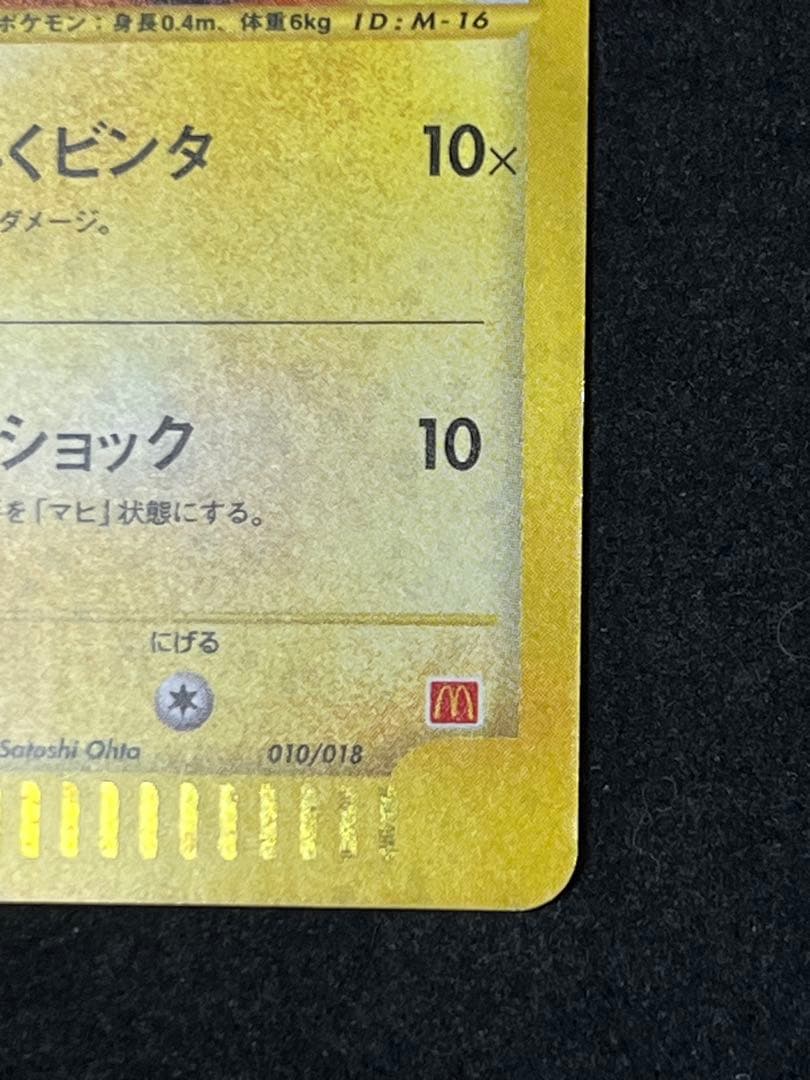 ポケモン：身長0.4m、体重6kg ID:M-16
くビンタ 10×
ダメージ。
ショック 10
を「マヒ」状態にする。
にげる
M
Satoshi Ohta 010/018